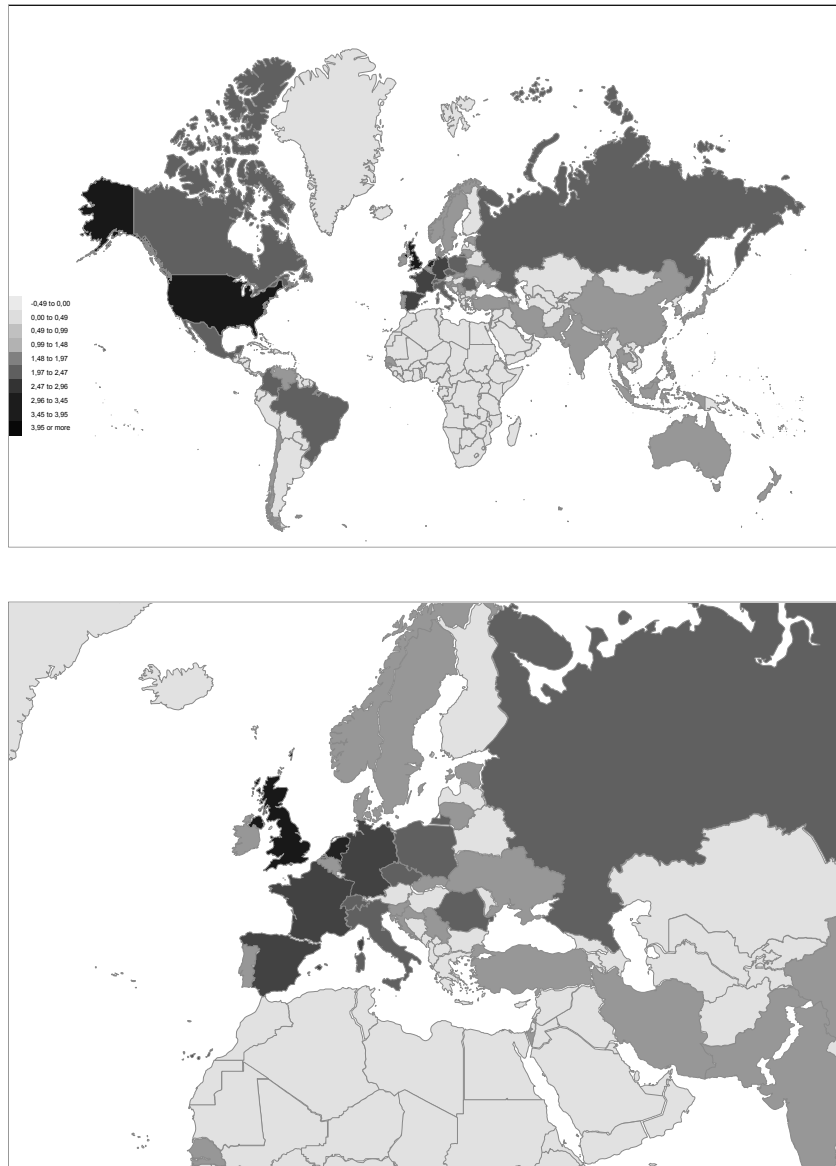 -0,49 to 0,00
0,00 to 0,49
0,49 to 0,99
0,99 to 1,48
1,48 to 1,97
1,97 to 2,47
2,47 to 2,96
2,96 to 3,45
3,45 to 3,95
3,95 or more